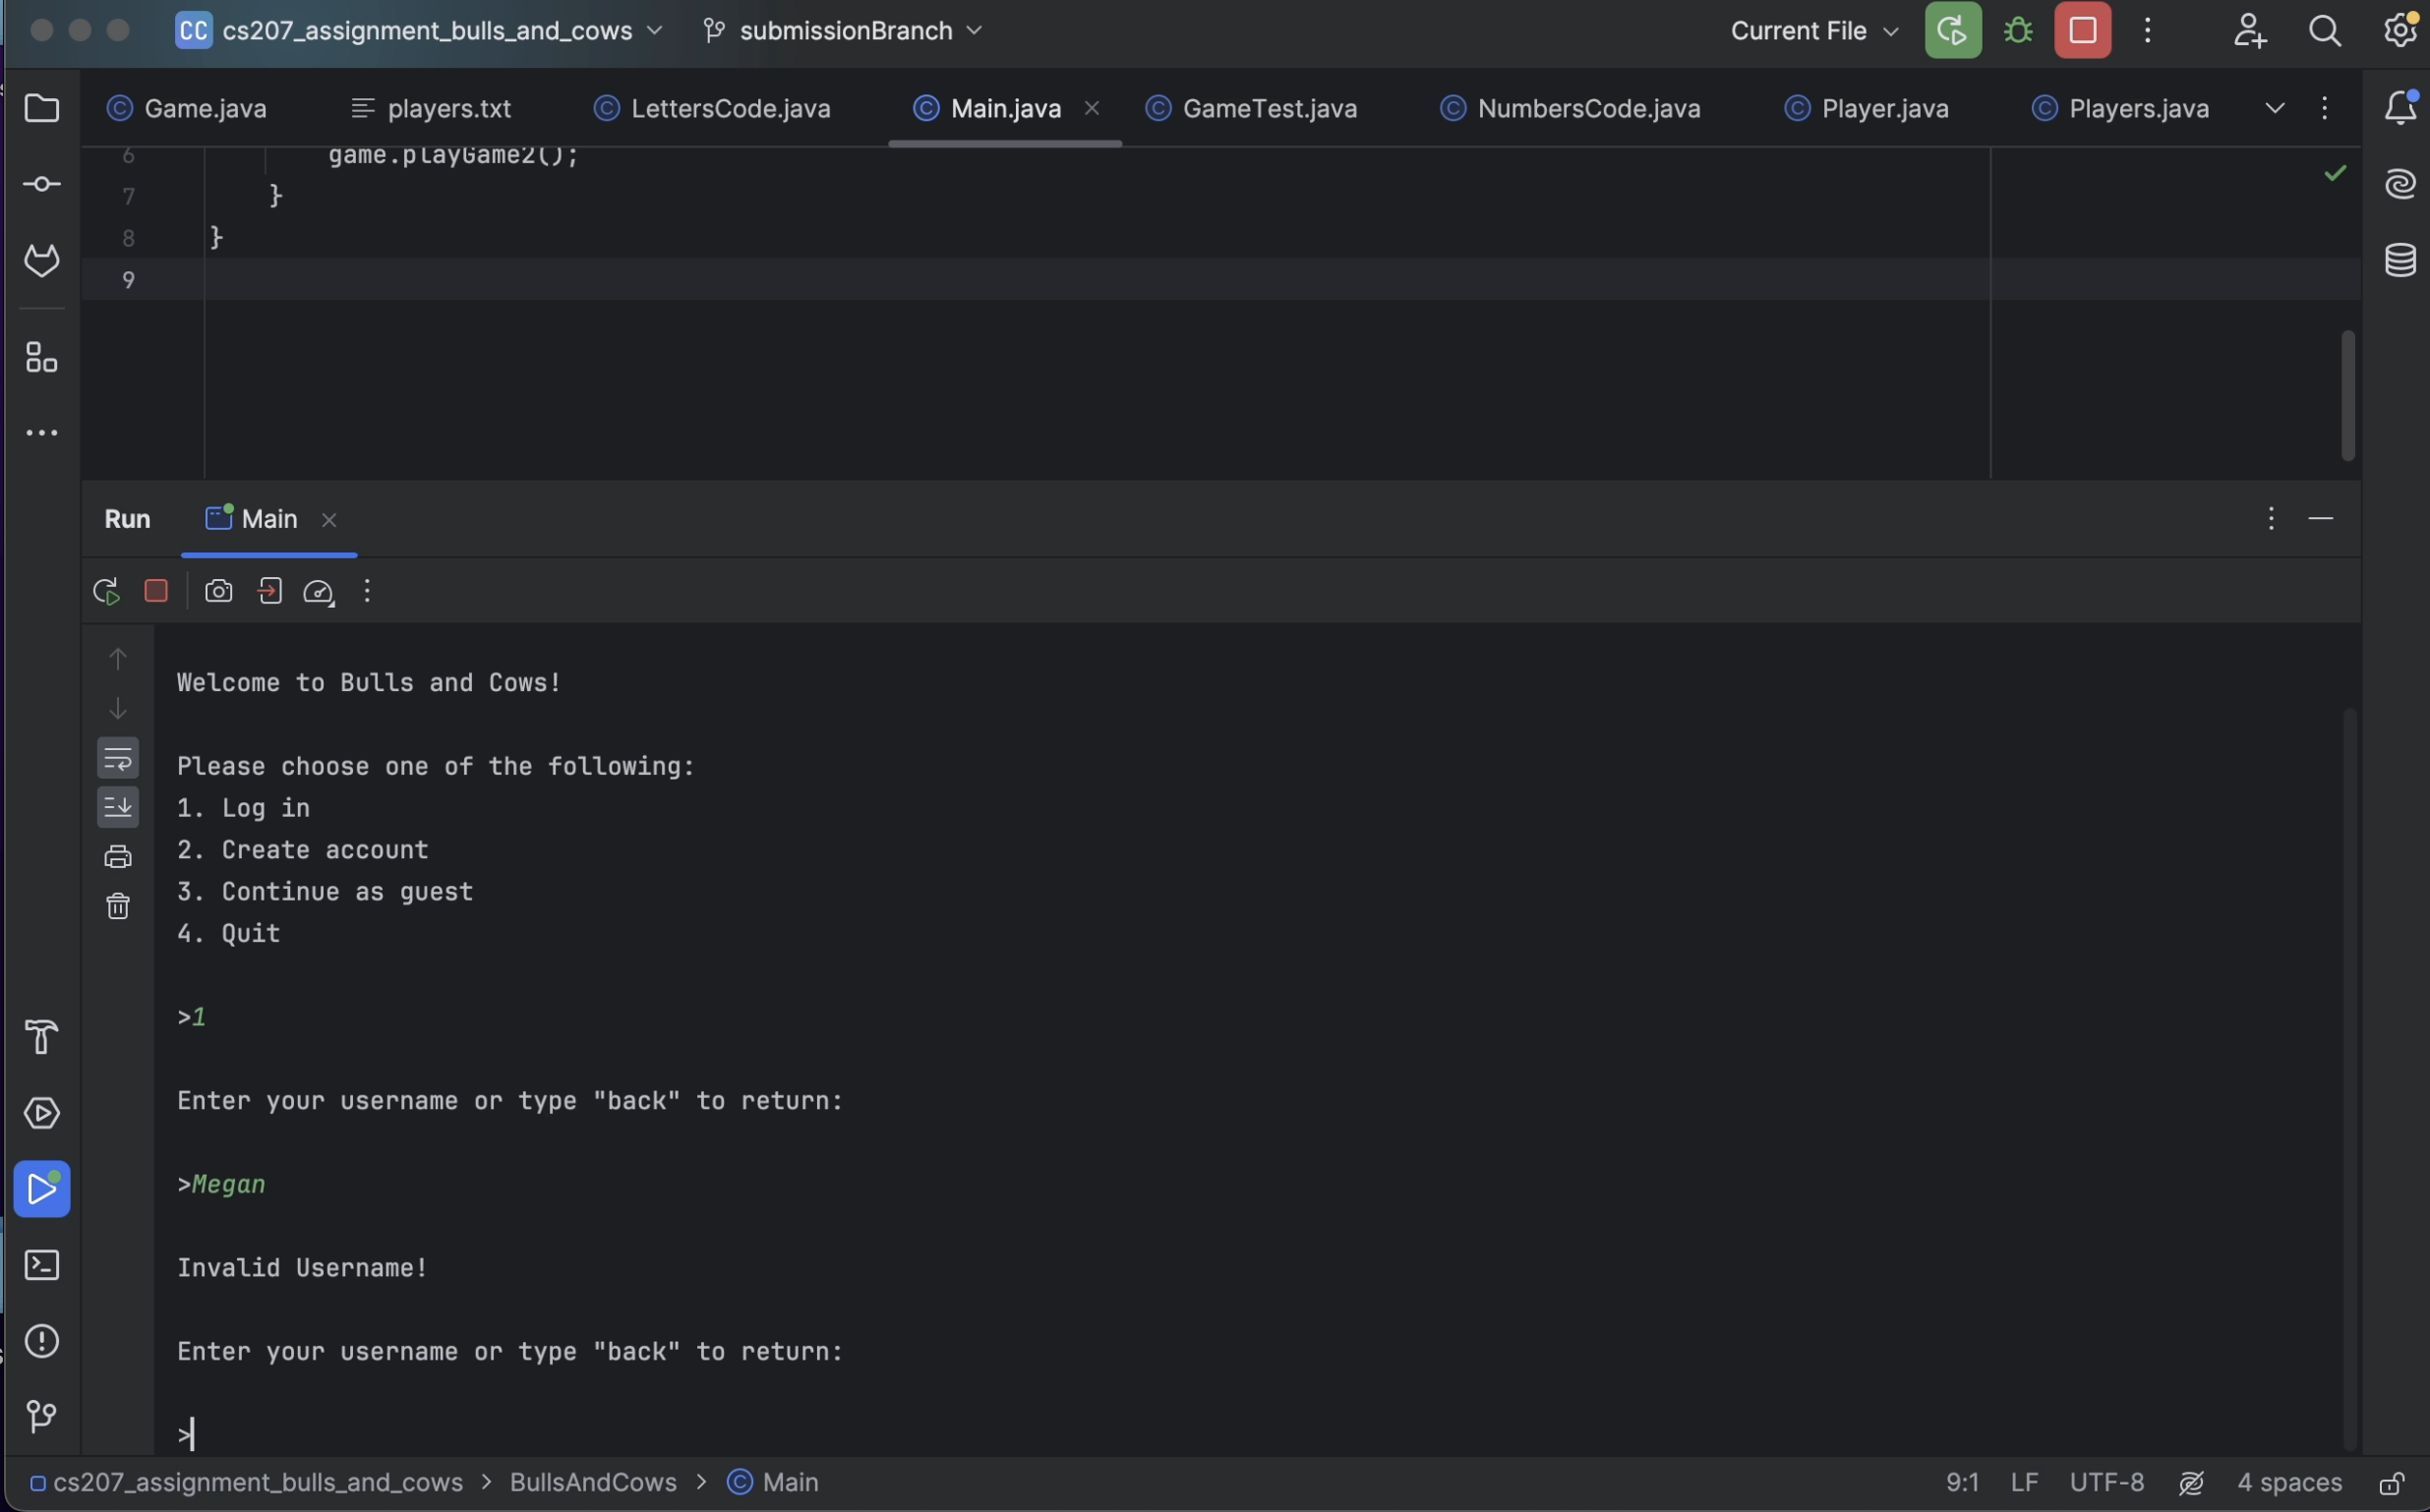 CC cs207_assignment_bulls_and_cows submissionBranch Current File
Game.java players.txt LettersCode.java Main.java GameTest.java NumbersCode.java Player.java Players.java
6 game.playGame2();
7 }
8 }
9
Run Main
Welcome to Bulls and Cows!
Please choose one of the following:
1. Log in
2. Create account
3. Continue as guest
4. Quit
>1
Enter your username or type "back" to return:
>Megan
Invalid Username!
Enter your username or type "back" to return:
>
cs207_assignment_bulls_and_cows > BullsAndCows > Main 9:1 LF UTF-8 4 spaces